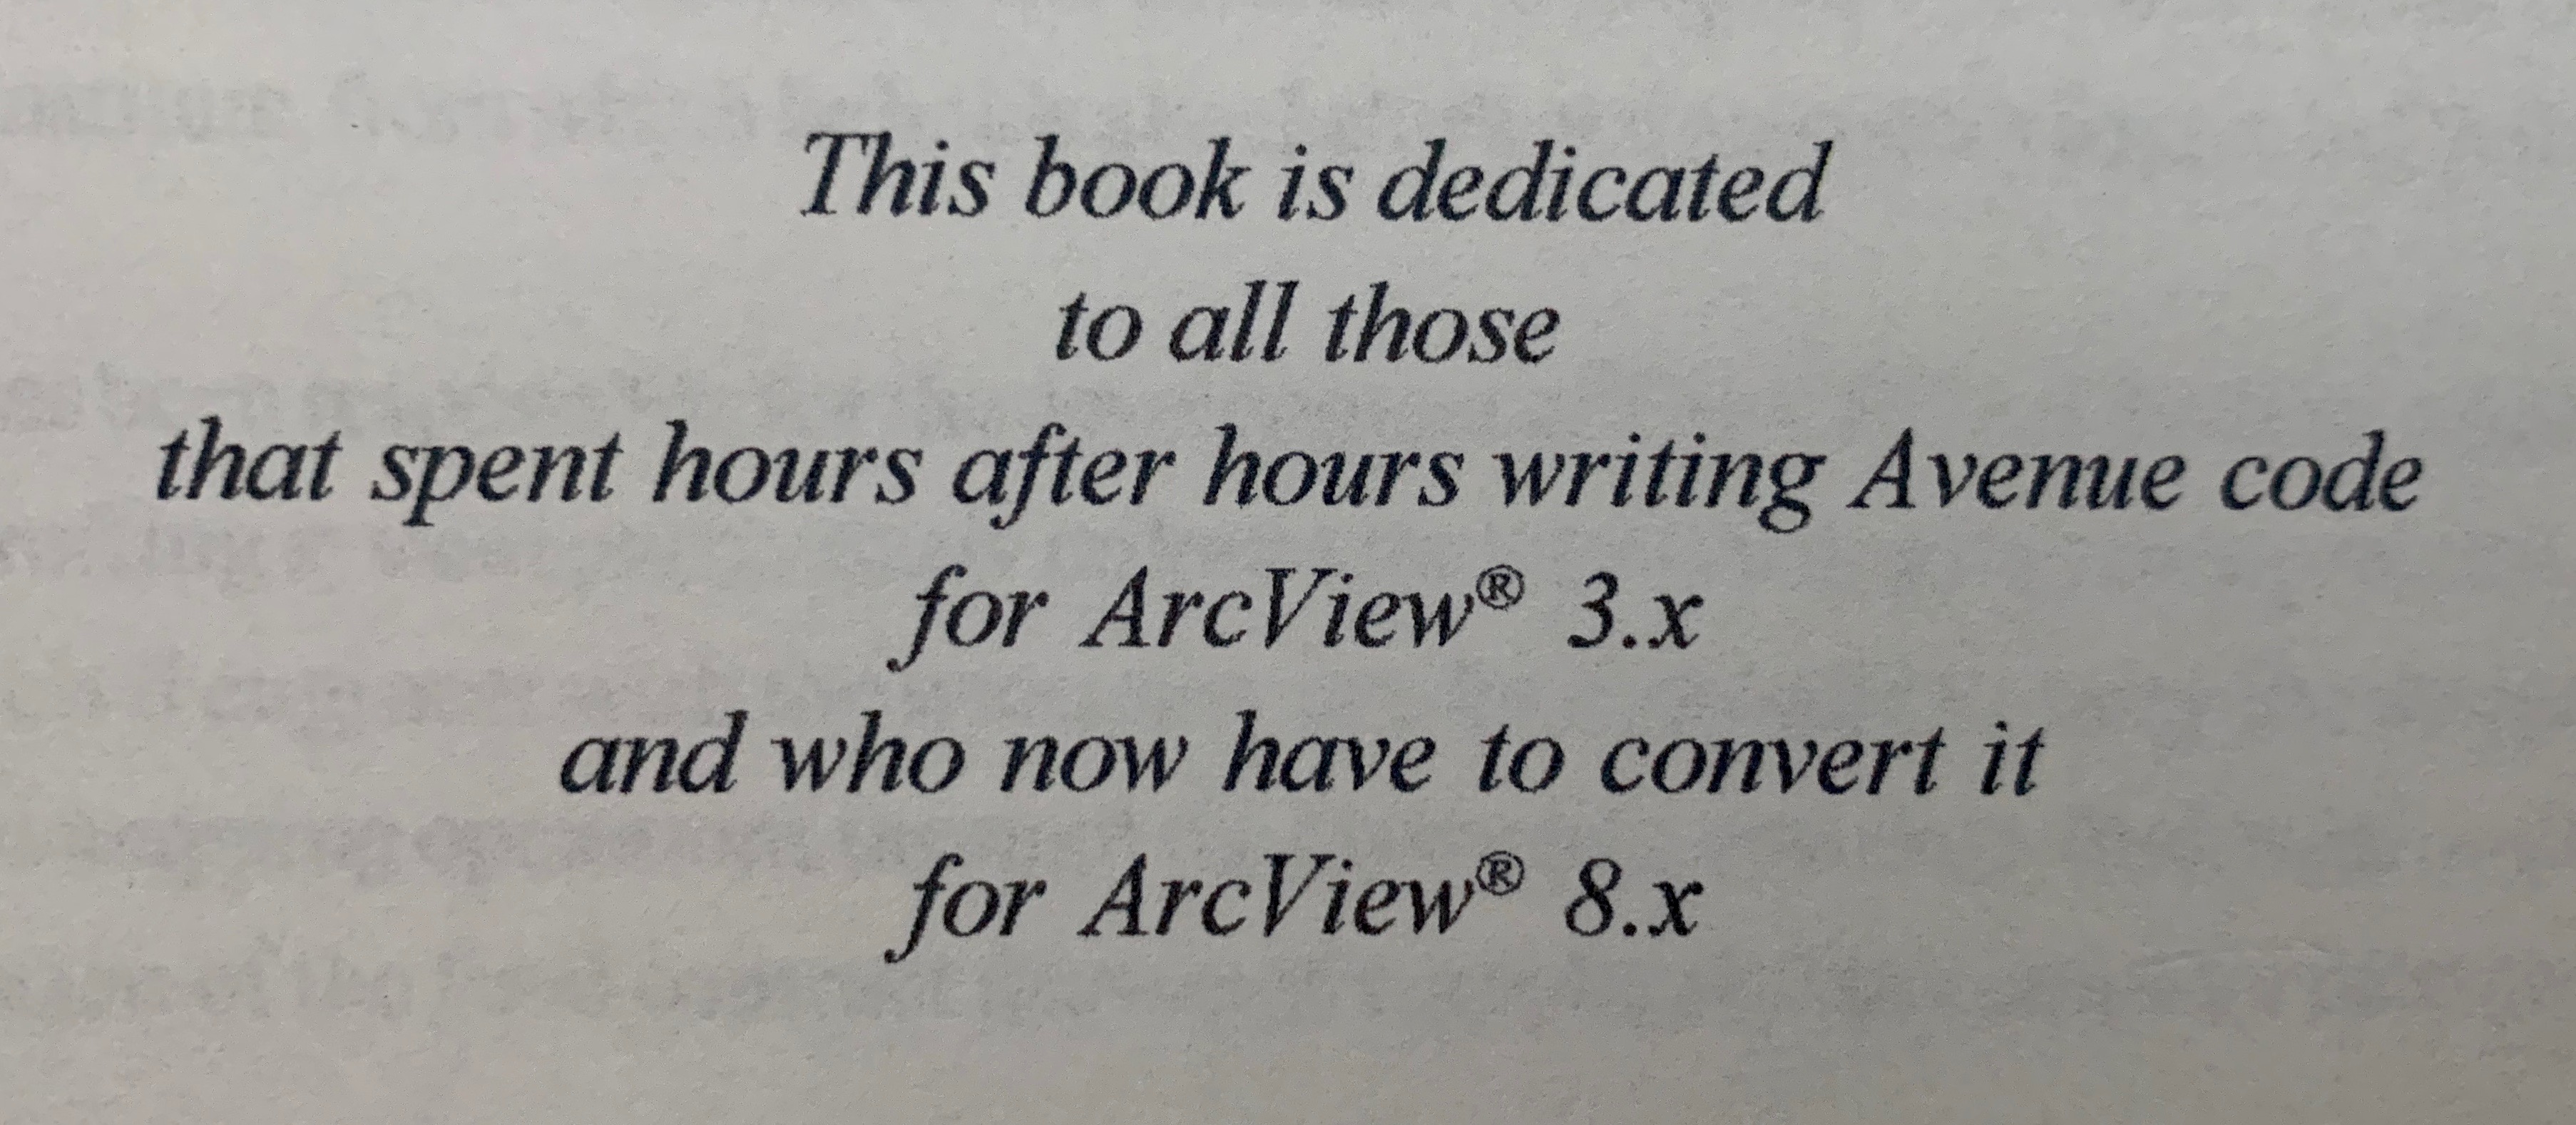 This book is dedicated
to all those
that spent hours after hours writing Avenue code
for ArcView® 3.x
and who now have to convert it
for ArcView® 8.x